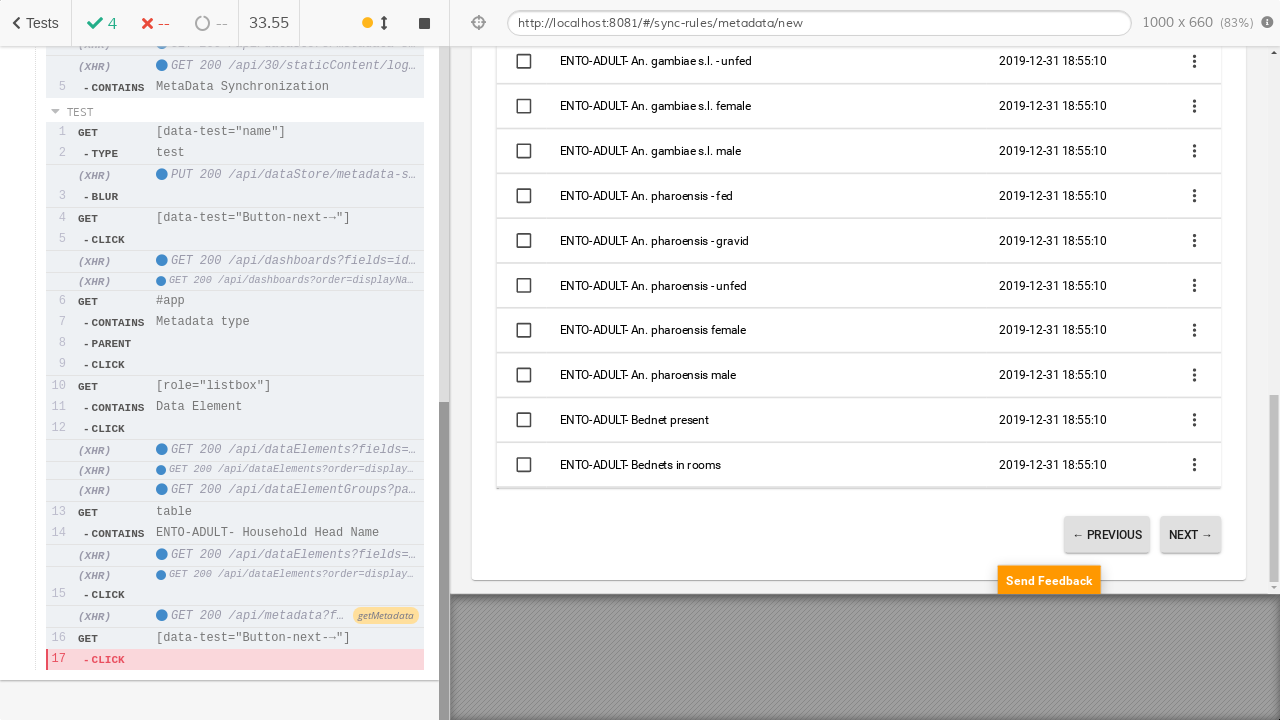 Tests
4
--
--
33.55
http://localhost:8081/#/sync-rules/metadata/new
1000 x 660 (83%)
(XHR) GET 200 /api/30/staticContent/log…
5 -CONTAINS MetaData Synchronization
TEST
1 GET [data-test="name"]
2 -TYPE test
(XHR) PUT 200 /api/dataStore/metadata-s…
3 -BLUR
4 GET [data-test="Button-next-→"]
5 -CLICK
(XHR) GET 200 /api/dashboards?fields=id…
(XHR) GET 200 /api/dashboards?order=displayNa…
6 GET #app
7 -CONTAINS Metadata type
8 -PARENT
9 -CLICK
10 GET [role="listbox"]
11 -CONTAINS Data Element
12 -CLICK
(XHR) GET 200 /api/dataElements?fields=…
(XHR) GET 200 /api/dataElements?order=display…
(XHR) GET 200 /api/dataElementGroups?pa…
13 GET table
14 -CONTAINS ENTO-ADULT- Household Head Name
(XHR) GET 200 /api/dataElements?fields=…
(XHR) GET 200 /api/dataElements?order=display…
15 -CLICK
(XHR) GET 200 /api/metadata?f… getMetadata
16 GET [data-test="Button-next-→"]
17 -CLICK
ENTO-ADULT- An. gambiae s.l. - unfed 2019-12-31 18:55:10
ENTO-ADULT- An. gambiae s.l. female 2019-12-31 18:55:10
ENTO-ADULT- An. gambiae s.l. male 2019-12-31 18:55:10
ENTO-ADULT- An. pharoensis - fed 2019-12-31 18:55:10
ENTO-ADULT- An. pharoensis - gravid 2019-12-31 18:55:10
ENTO-ADULT- An. pharoensis - unfed 2019-12-31 18:55:10
ENTO-ADULT- An. pharoensis female 2019-12-31 18:55:10
ENTO-ADULT- An. pharoensis male 2019-12-31 18:55:10
ENTO-ADULT- Bednet present 2019-12-31 18:55:10
ENTO-ADULT- Bednets in rooms 2019-12-31 18:55:10
← PREVIOUS NEXT →
Send Feedback